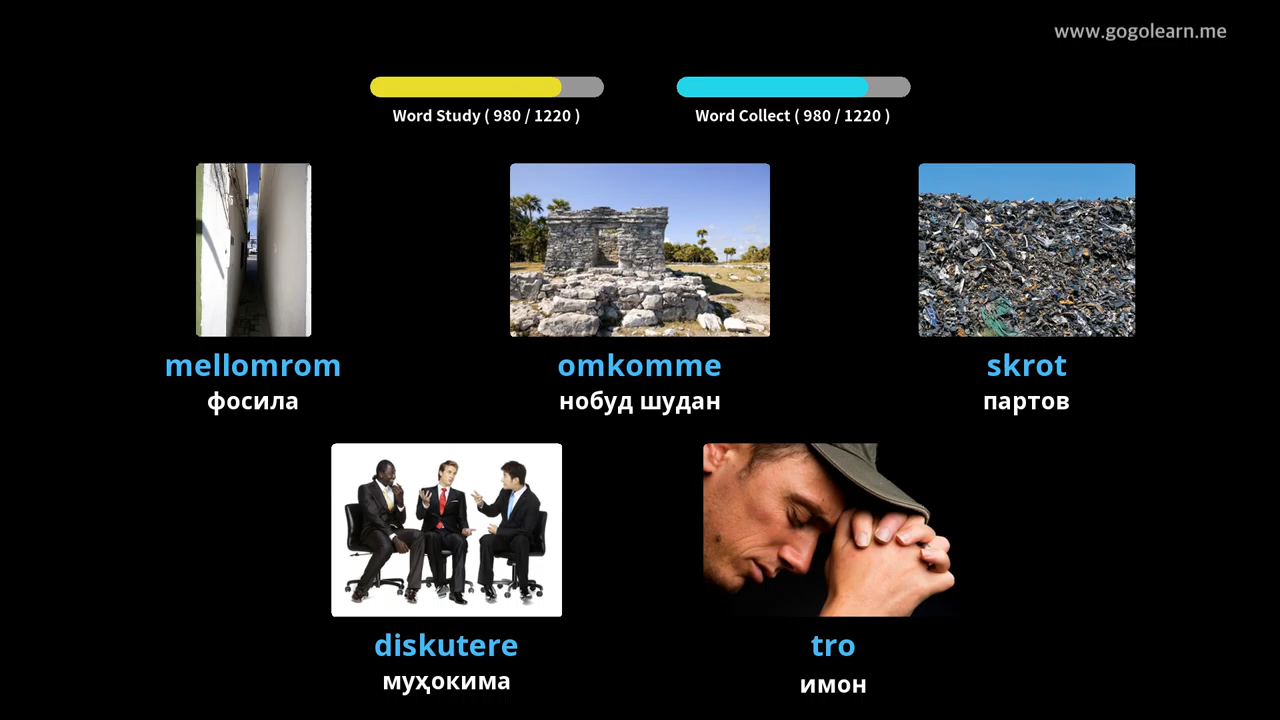 www.gogolearn.me
Word Study ( 980 / 1220 )
Word Collect ( 980 / 1220 )
mellomrom
фосила
omkomme
нобуд шудан
skrot
партов
diskutere
муҳокима
tro
имон